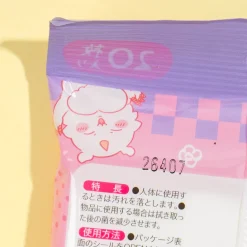 20枚入り
26407
特長 ●人体に使用す
るときは汚れを落とします。●
物品に使用する場合は拭き取っ
た後の菌を減少させます。
使用方法 ●パッケージ表